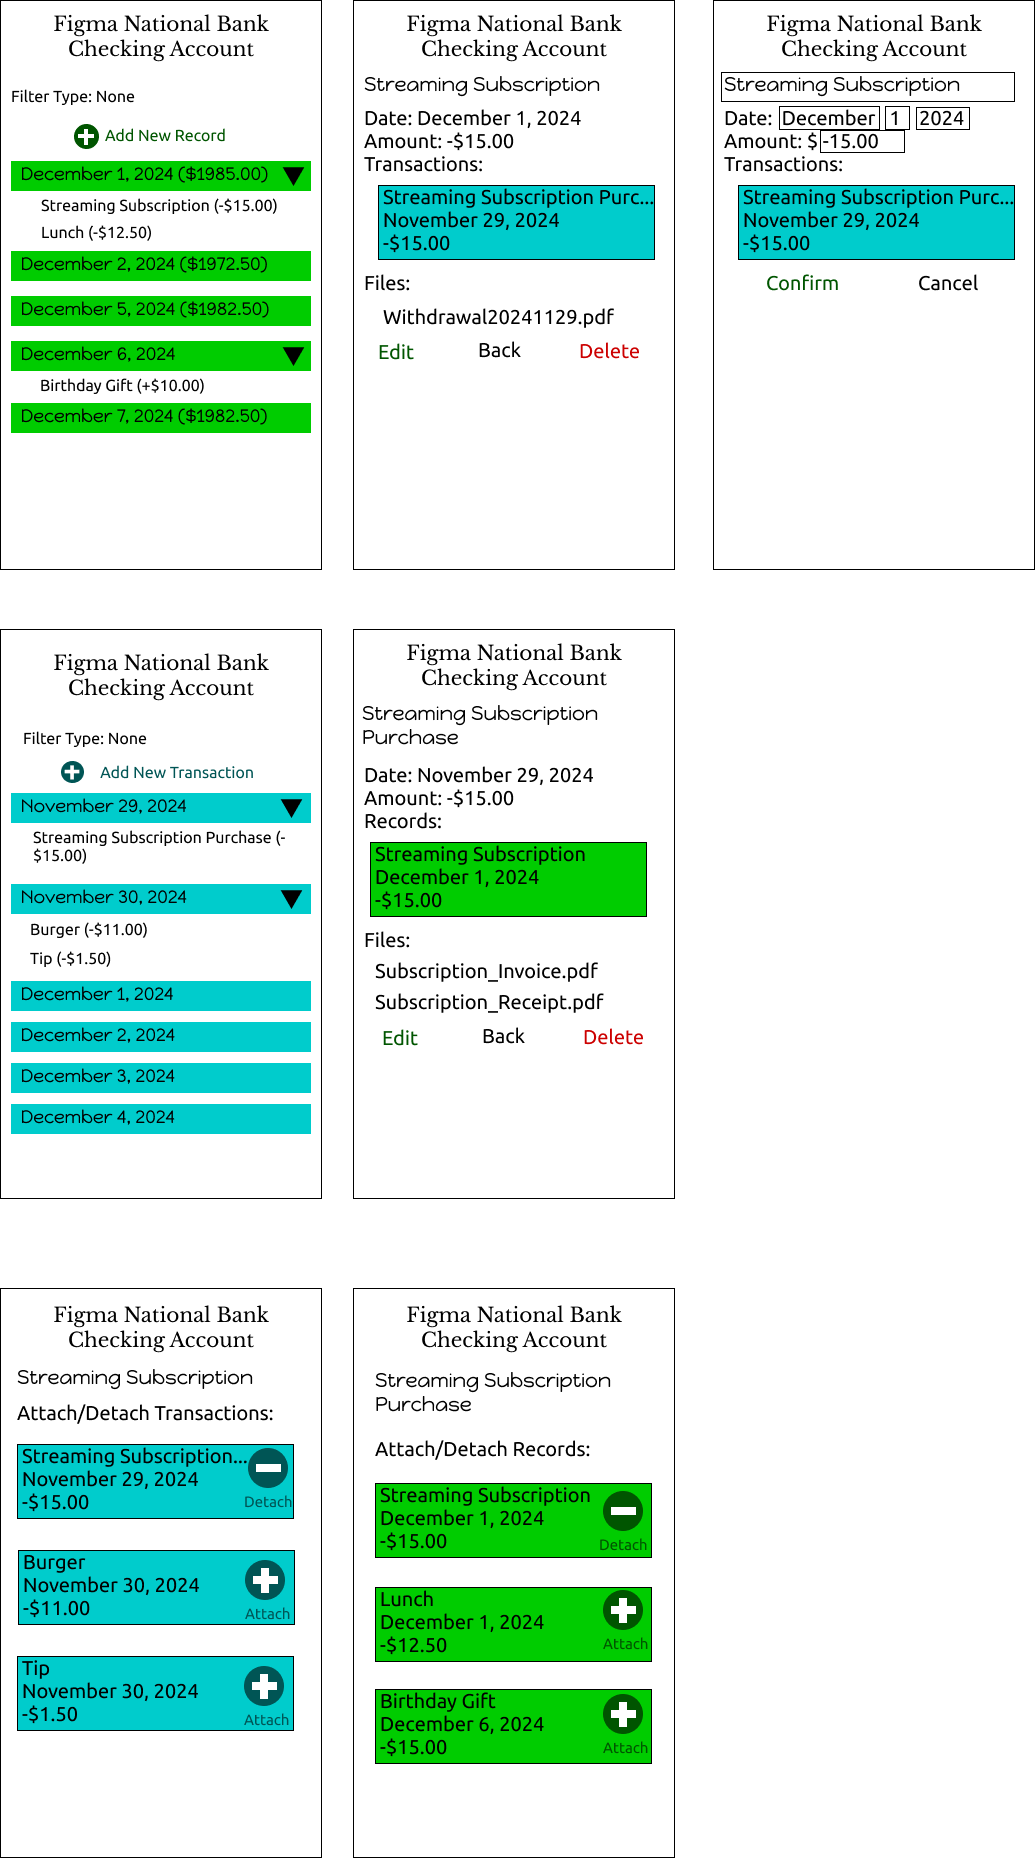 Figma National Bank
Checking Account
Filter Type: None
Add New Record
December 1, 2024 ($1985.00)
Streaming Subscription (-$15.00)
Lunch (-$12.50)
December 2, 2024 ($1972.50)
December 5, 2024 ($1982.50)
December 6, 2024
Birthday Gift (+$10.00)
December 7, 2024 ($1982.50)
Figma National Bank
Checking Account
Streaming Subscription
Date: December 1, 2024
Amount: -$15.00
Transactions:
Streaming Subscription Purc...
November 29, 2024
-$15.00
Files:
Withdrawal20241129.pdf
Edit Back Delete
Figma National Bank
Checking Account
Streaming Subscription
Date: December 1 2024
Amount: $ -15.00
Transactions:
Streaming Subscription Purc...
November 29, 2024
-$15.00
Confirm Cancel
Figma National Bank
Checking Account
Filter Type: None
Add New Transaction
November 29, 2024
Streaming Subscription Purchase (-
$15.00)
November 30, 2024
Burger (-$11.00)
Tip (-$1.50)
December 1, 2024
December 2, 2024
December 3, 2024
December 4, 2024
Figma National Bank
Checking Account
Streaming Subscription
Purchase
Date: November 29, 2024
Amount: -$15.00
Records:
Streaming Subscription
December 1, 2024
-$15.00
Files:
Subscription_Invoice.pdf
Subscription_Receipt.pdf
Edit Back Delete
Figma National Bank
Checking Account
Streaming Subscription
Attach/Detach Transactions:
Streaming Subscription...
November 29, 2024
-$15.00
Detach
Burger
November 30, 2024
-$11.00
Attach
Tip
November 30, 2024
-$1.50
Attach
Figma National Bank
Checking Account
Streaming Subscription
Purchase
Attach/Detach Records:
Streaming Subscription
December 1, 2024
-$15.00
Detach
Lunch
December 1, 2024
-$12.50
Attach
Birthday Gift
December 6, 2024
-$15.00
Attach